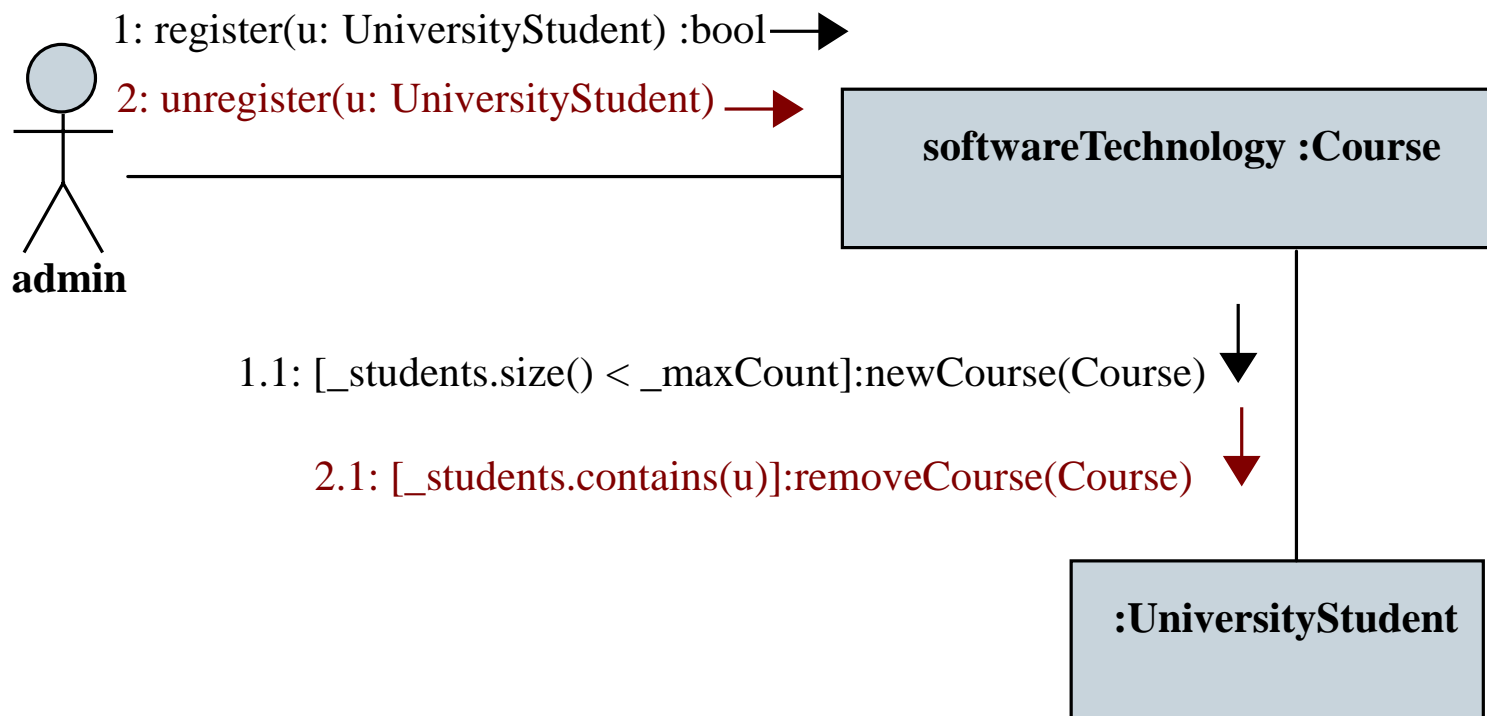 1: register(u: UniversityStudent) :bool
2: unregister(u: UniversityStudent)
softwareTechnology :Course
admin
1.1: [_students.size() < _maxCount]:newCourse(Course)
2.1: [_students.contains(u)]:removeCourse(Course)
:UniversityStudent